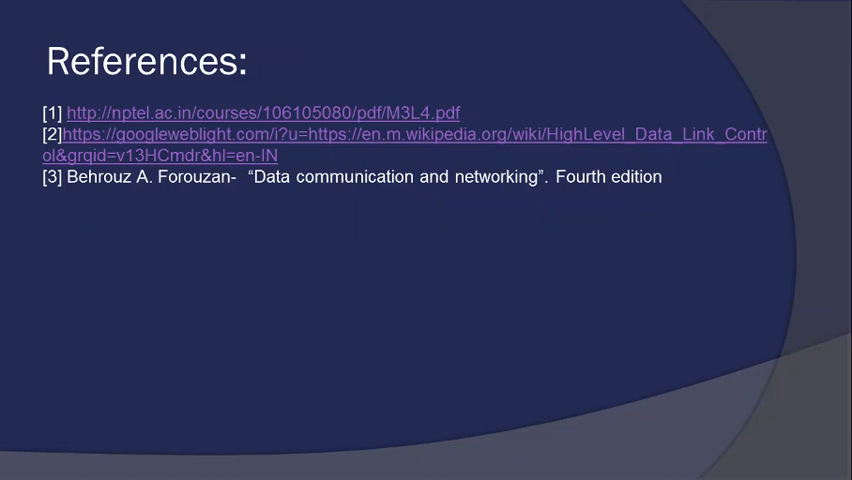 References:
[1] http://nptel.ac.in/courses/106105080/pdf/M3L4.pdf
[2]https://googleweblight.com/i?u=https://en.m.wikipedia.org/wiki/HighLevel_Data_Link_Contr
ol&grqid=v13HCmdr&hl=en-IN
[3] Behrouz A. Forouzan-  “Data communication and networking”. Fourth edition